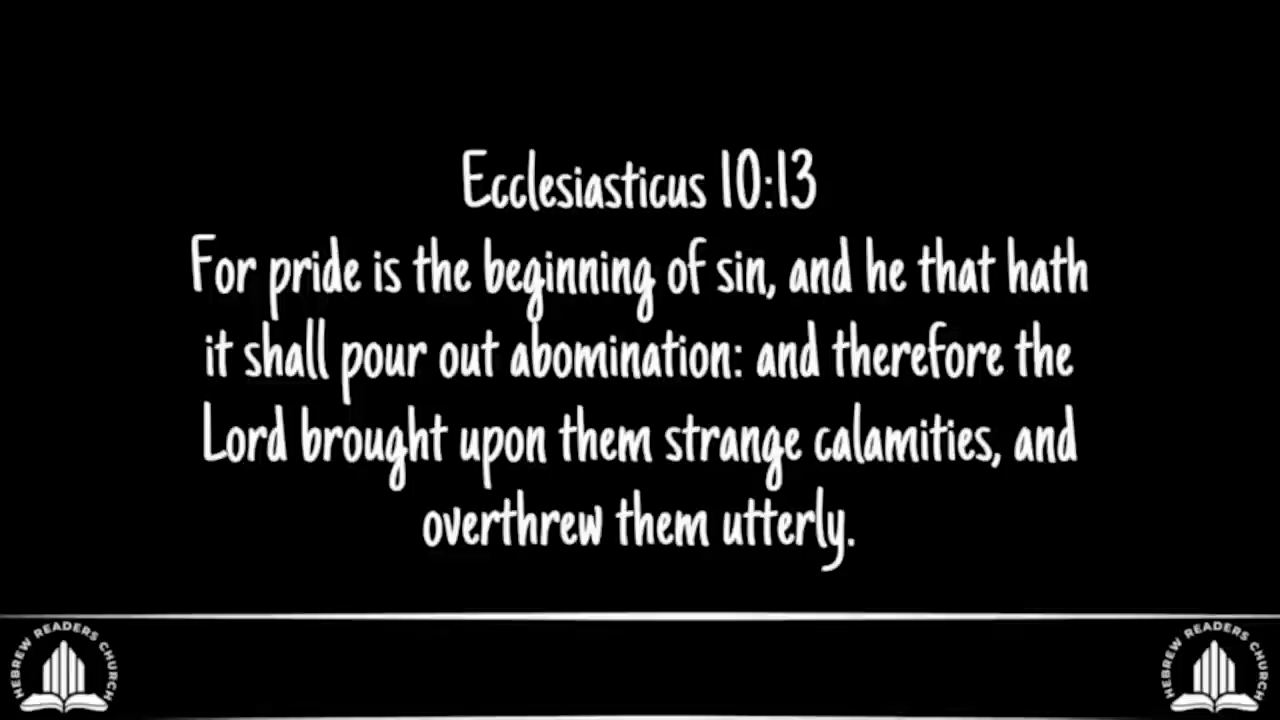 Ecclesiasticus 10:13
For pride is the beginning of sin, and he that hath
it shall pour out abomination: and therefore the
Lord brought upon them strange calamities, and
overthrew them utterly.
HEBREW READERS CHURCH
HEBREW READERS CHURCH